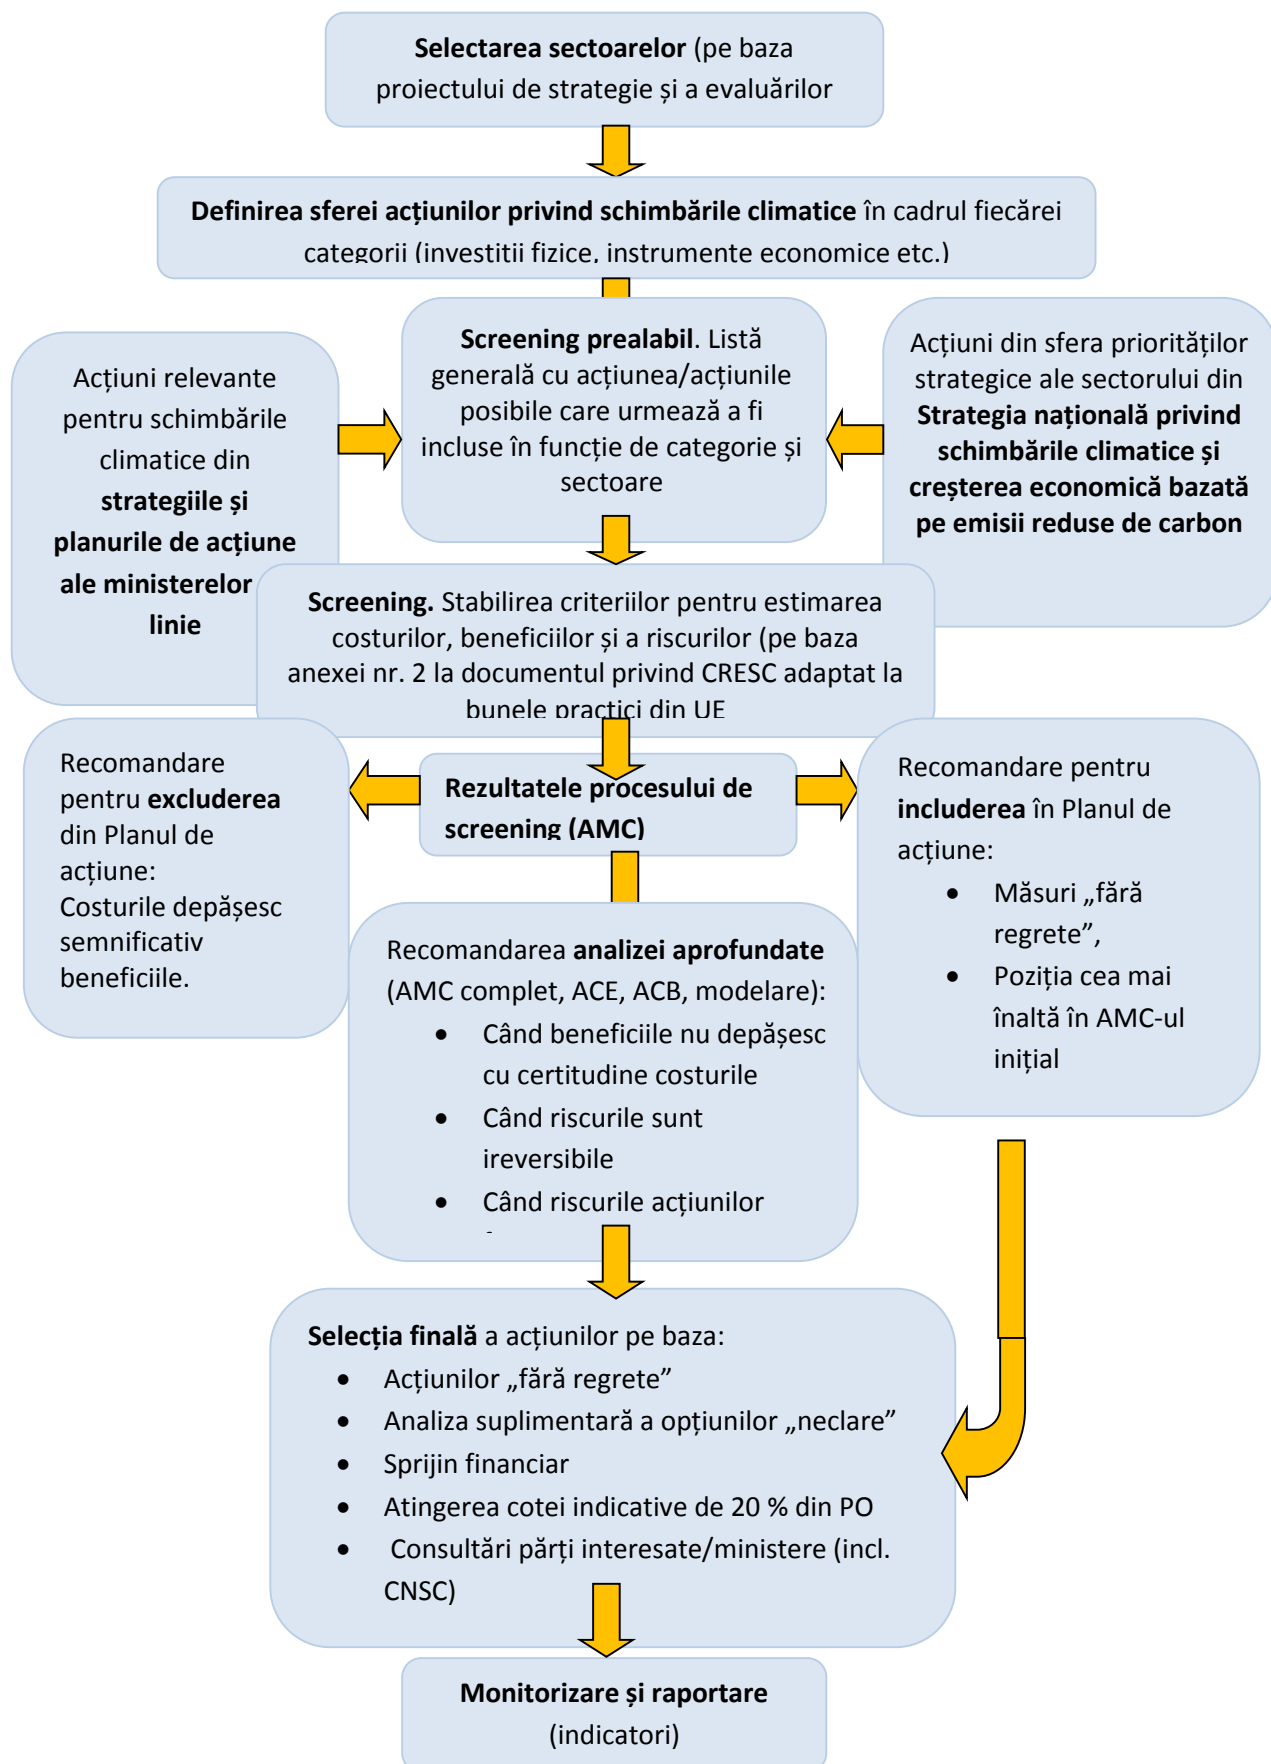 Selectarea sectoarelor (pe baza
proiectului de strategie și a evaluărilor
Definirea sferei acțiunilor privind schimbările climatice în cadrul fiecărei
categorii (investiții fizice, instrumente economice etc.)
Screening prealabil. Listă
generală cu acțiunea/acțiunile
posibile care urmează a fi
incluse în funcție de categorie și
sectoare
Acțiuni relevante
pentru schimbările
climatice din
strategiile și
planurile de acțiune
ale ministerelor
linie
Acțiuni din sfera priorităților
strategice ale sectorului din
Strategia națională privind
schimbările climatice și
creșterea economică bazată
pe emisii reduse de carbon
Screening. Stabilirea criteriilor pentru estimarea
costurilor, beneficiilor și a riscurilor (pe baza
anexei nr. 2 la documentul privind CRESC adaptat la
bunele practici din UE
Recomandare
pentru excluderea
din Planul de
acțiune:
Costurile depășesc
semnificativ
beneficiile.
Rezultatele procesului de
screening (AMC)
Recomandare pentru
includerea în Planul de
acțiune:
• Măsuri „fără
regrete”,
• Poziția cea mai
înaltă în AMC-ul
inițial
Recomandarea analizei aprofundate
(AMC complet, ACE, ACB, modelare):
• Când beneficiile nu depășesc
cu certitudine costurile
• Când riscurile sunt
ireversibile
• Când riscurile acțiunilor
Selecția finală a acțiunilor pe baza:
• Acțiunilor „fără regrete”
• Analiza suplimentară a opțiunilor „neclare”
• Sprijin financiar
• Atingerea cotei indicative de 20 % din PO
• Consultări părți interesate/ministere (incl.
CNSC)
Monitorizare și raportare
(indicatori)